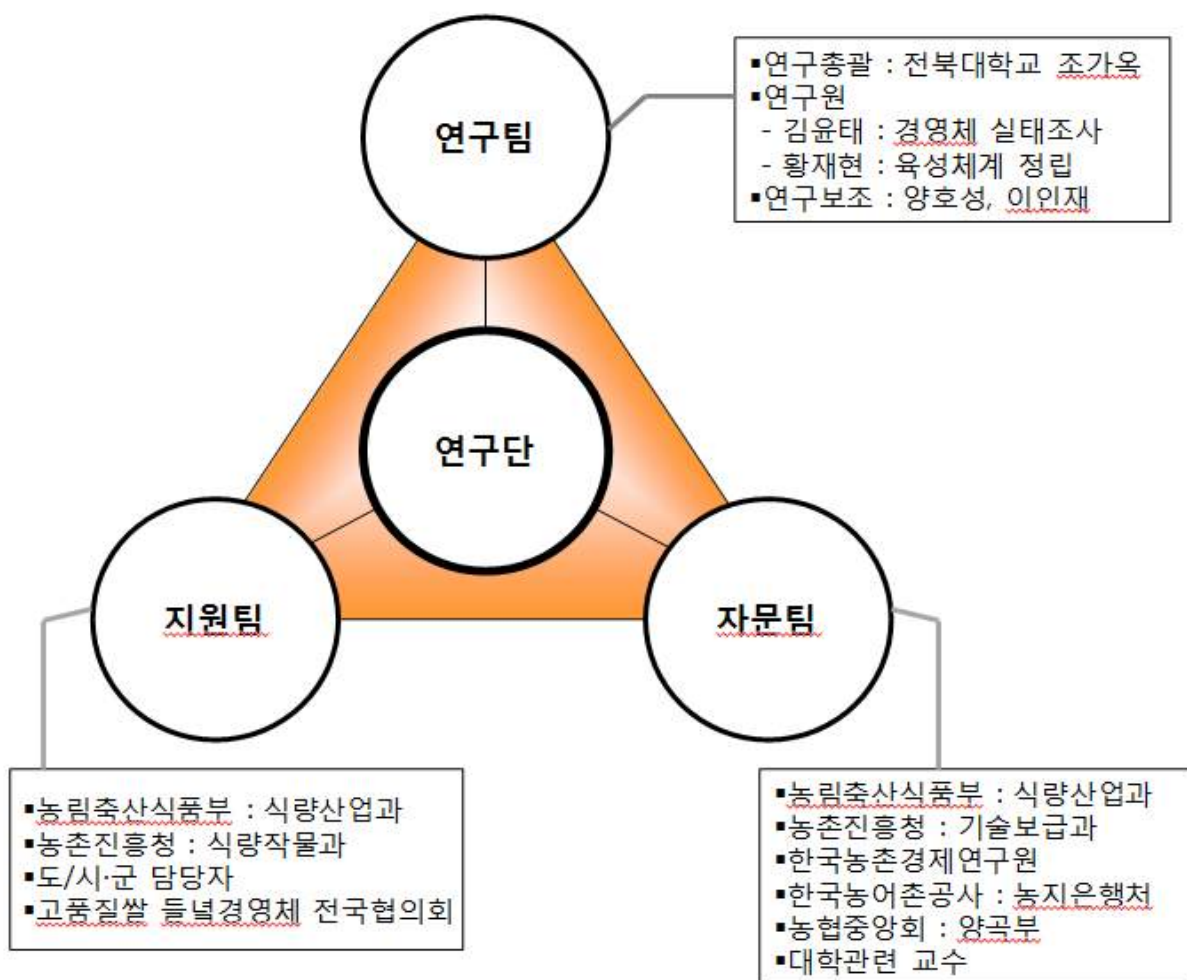 연구팀
▪연구총괄 : 전북대학교 조가옥
▪연구원
- 김윤태 : 경영체 실태조사
- 황재현 : 육성체계 정립
▪연구보조 : 양호성, 이인재
연구단
지원팀
자문팀
▪농림축산식품부 : 식량산업과
▪농촌진흥청 : 식량작물과
▪도/시·군 담당자
▪고품질쌀 들녘경영체 전국협의회
▪농림축산식품부 : 식량산업과
▪농촌진흥청 : 기술보급과
▪한국농촌경제연구원
▪한국농어촌공사 : 농지은행처
▪농협중앙회 : 양곡부
▪대학관련 교수